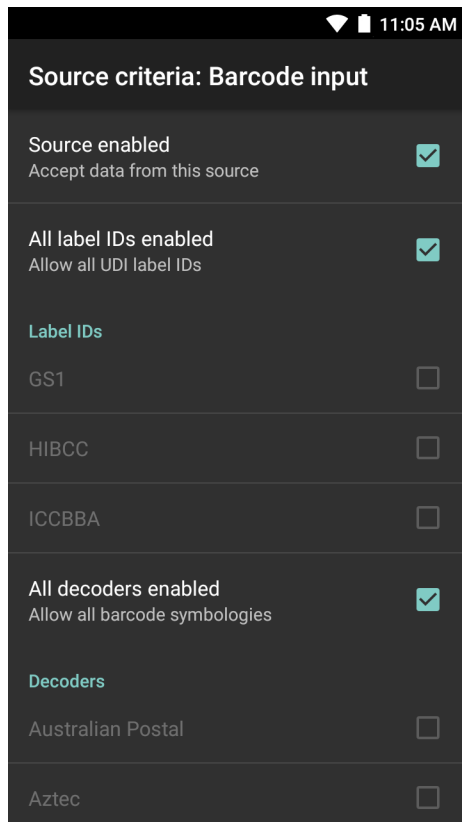 11:05 AM
Source criteria: Barcode input
Source enabled
Accept data from this source
All label IDs enabled
Allow all UDI label IDs
Label IDs
GS1
HIBCC
ICCBBA
All decoders enabled
Allow all barcode symbologies
Decoders
Australian Postal
Aztec